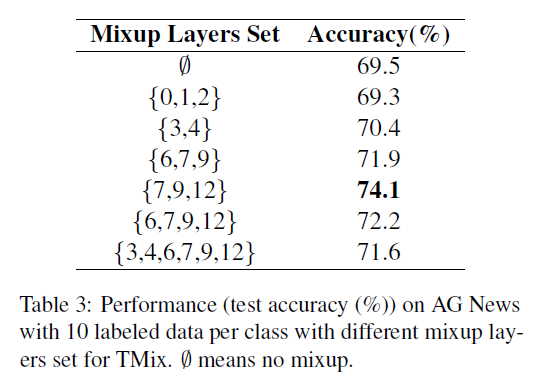 Mixup Layers Set Accuracy(%)
∅ 69.5
{0,1,2} 69.3
{3,4} 70.4
{6,7,9} 71.9
{7,9,12} 74.1
{6,7,9,12} 72.2
{3,4,6,7,9,12} 71.6
Table 3: Performance (test accuracy (%)) on AG News
with 10 labeled data per class with different mixup lay-
ers set for TMix. ∅ means no mixup.